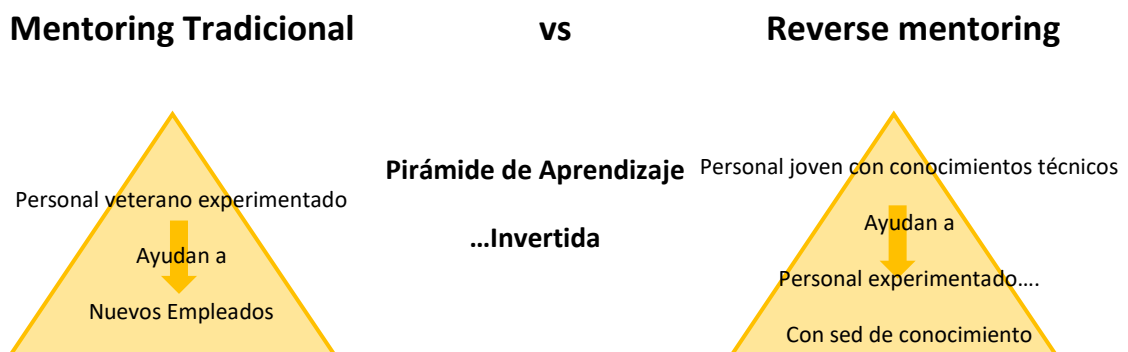 Mentoring Tradicional vs Reverse mentoring
Personal veterano experimentado
Ayudan a
Nuevos Empleados
Pirámide de Aprendizaje
...Invertida
Personal joven con conocimientos técnicos
Ayudan a
Personal experimentado....
Con sed de conocimiento